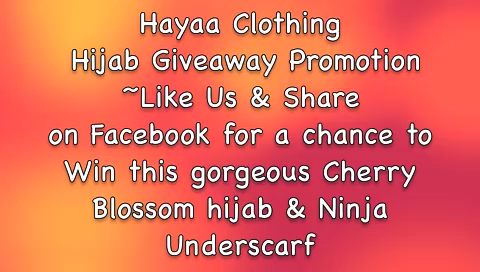 Hayaa Clothing
Hijab Giveaway Promotion
~Like Us & Share
on Facebook for a chance to
Win this gorgeous Cherry
Blossom hijab & Ninja
Underscarf